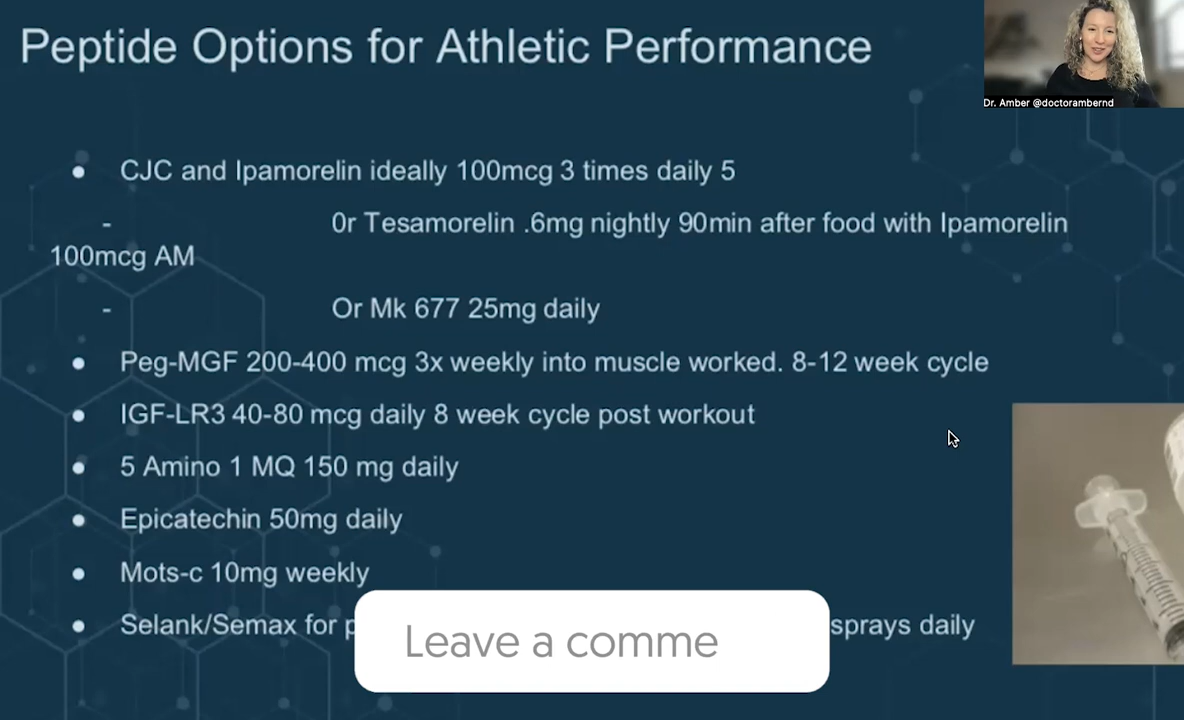 Peptide Options for Athletic Performance
Dr. Amber @doctorambernd
• CJC and Ipamorelin ideally 100mcg 3 times daily 5
- 0r Tesamorelin .6mg nightly 90min after food with Ipamorelin
100mcg AM
- Or Mk 677 25mg daily
• Peg-MGF 200-400 mcg 3x weekly into muscle worked. 8-12 week cycle
• IGF-LR3 40-80 mcg daily 8 week cycle post workout
• 5 Amino 1 MQ 150 mg daily
• Epicatechin 50mg daily
• Mots-c 10mg weekly
• Selank/Semax for sprays daily
Leave a comme